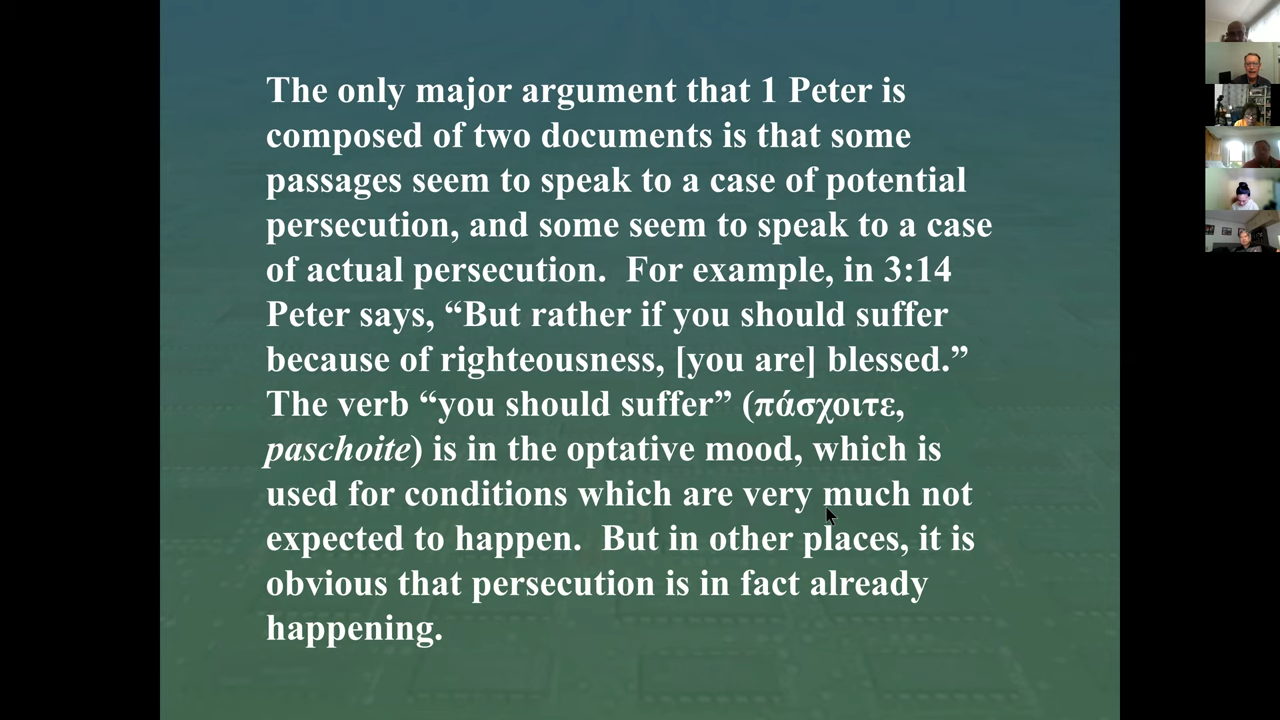 The only major argument that 1 Peter is
composed of two documents is that some
passages seem to speak to a case of potential
persecution, and some seem to speak to a case
of actual persecution.  For example, in 3:14
Peter says, “But rather if you should suffer
because of righteousness, [you are] blessed.”
The verb “you should suffer” (πάσχοιτε,
paschoite) is in the optative mood, which is
used for conditions which are very much not
expected to happen.  But in other places, it is
obvious that persecution is in fact already
happening.